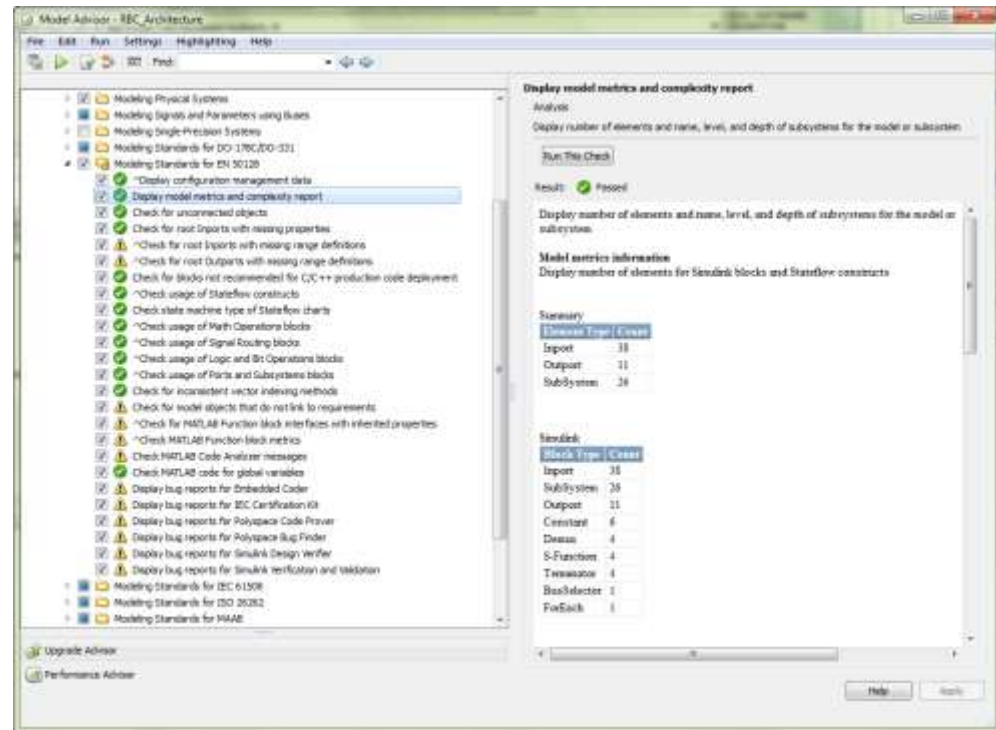 Model Advisor - RBC_Architecture
File Edit Run Settings Highlighting Help
Find:
Modeling Physical Systems
Modeling Signals and Parameters using Buses
Modeling Single-Precision Systems
Modeling Standards for DO-178C/DO-331
Modeling Standards for EN 50128
^Display configuration management data
Display model metrics and complexity report
Check for unconnected objects
Check for root Inports with missing properties
^Check for root Inports with missing range definitions
^Check for root Outports with missing range definitions
Check for blocks not recommended for C/C++ production code deployment
^Check usage of Stateflow constructs
Check state machine type of Stateflow charts
^Check usage of Math Operations blocks
^Check usage of Signal Routing blocks
^Check usage of Logic and Bit Operations blocks
^Check usage of Ports and Subsystems blocks
Check for inconsistent vector indexing methods
Check for model objects that do not link to requirements
^Check for MATLAB Function block interfaces with inherited properties
^Check MATLAB Function block metrics
Check MATLAB Code Analyzer messages
Check MATLAB code for global variables
Display bug reports for Embedded Coder
Display bug reports for IEC Certification Kit
Display bug reports for Polyspace Code Prover
Display bug reports for Polyspace Bug Finder
Display bug reports for Simulink Design Verifier
Display bug reports for Simulink Verification and Validation
Modeling Standards for IEC 61508
Modeling Standards for ISO 26262
Modeling Standards for MAAB
Upgrade Advisor
Performance Advisor
Display model metrics and complexity report
Analysis
Display number of elements and name, level, and depth of subsystems for the model or subsystem
Run This Check
Result: Passed
Display number of elements and name, level, and depth of subsystems for the model or
subsystem.
Model metrics information
Display number of elements for Simulink blocks and Stateflow constructs
Summary
Element Type Count
Inport
Outport 11
SubSystem
Simulink
Block Type Count
Inport
SubSystem
Outport 11
Constant 6
Demux 4
S-Function 4
Terminator 4
BusSelector 1
ForEach 1
Help Apply